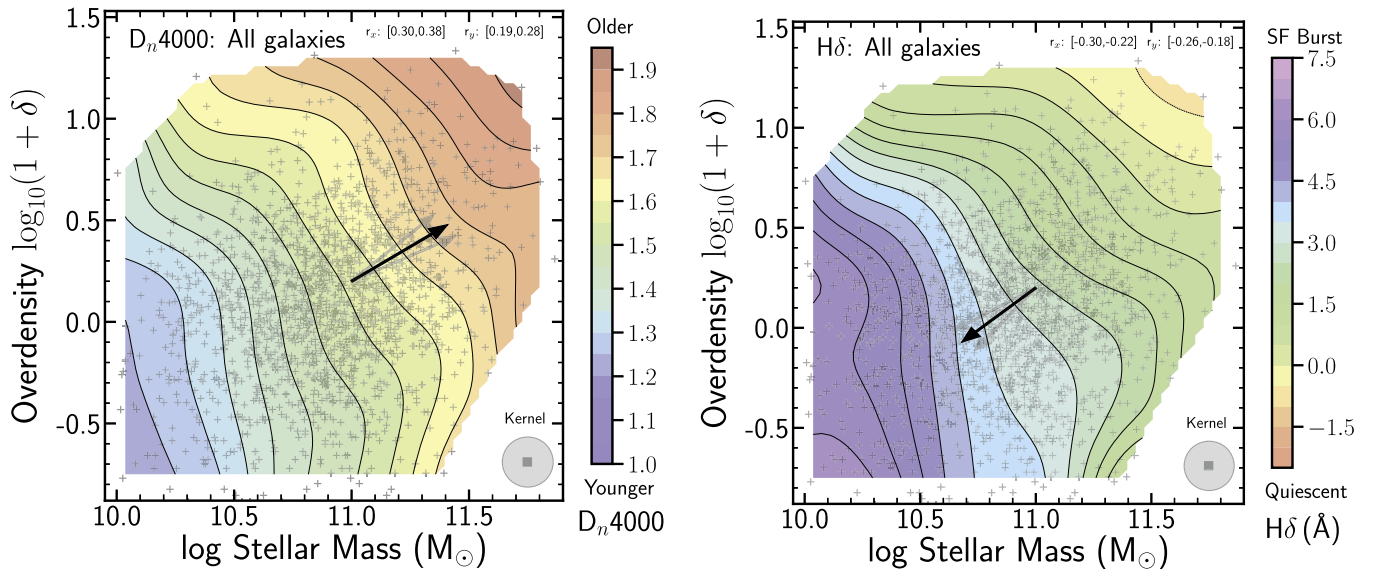 Dₙ4000: All galaxies
rₓ: [0.30,0.38] r_y: [0.19,0.28]
Overdensity log₁₀(1 + δ)
1.5
1.0
0.5
0.0
-0.5
10.0 10.5 11.0 11.5
log Stellar Mass (M⊙)
Kernel
Older
1.9
1.8
1.7
1.6
1.5
1.4
1.3
1.2
1.1
1.0
Younger
Dₙ4000
Hδ: All galaxies
rₓ: [-0.30,-0.22] r_y: [-0.26,-0.18]
Overdensity log₁₀(1 + δ)
1.5
1.0
0.5
0.0
-0.5
10.0 10.5 11.0 11.5
log Stellar Mass (M⊙)
Kernel
SF Burst
7.5
6.0
4.5
3.0
1.5
0.0
−1.5
Quiescent
Hδ (Å)